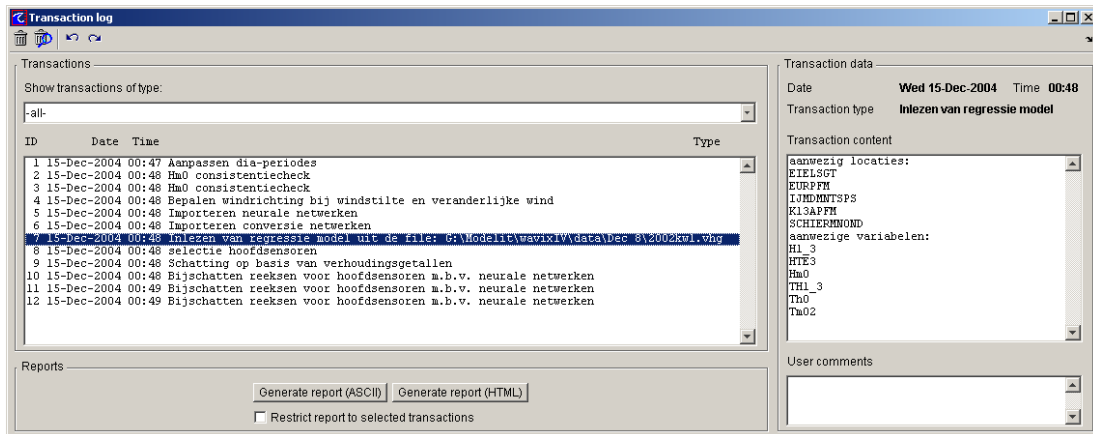 Transaction log
Transactions
Show transactions of type:
-all-
ID Date Time Type
1 15-Dec-2004 00:47 Aanpassen dia-periodes
2 15-Dec-2004 00:48 Hm0 consistentiecheck
3 15-Dec-2004 00:48 Hm0 consistentiecheck
4 15-Dec-2004 00:48 Bepalen windrichting bij windstilte en veranderlijke wind
5 15-Dec-2004 00:48 Importeren neurale netwerken
6 15-Dec-2004 00:48 Importeren conversie netwerken
7 15-Dec-2004 00:48 Inlezen van regressie model uit de file: G:\Modelit\wavixIV\data\Dec 8\2002kw1.vhg
8 15-Dec-2004 00:48 selectie hoofdsensoren
9 15-Dec-2004 00:48 Schatting op basis van verhoudingsgetallen
10 15-Dec-2004 00:48 Bijschatten reeksen voor hoofdsensoren m.b.v. neurale netwerken
11 15-Dec-2004 00:49 Bijschatten reeksen voor hoofdsensoren m.b.v. neurale netwerken
12 15-Dec-2004 00:49 Bijschatten reeksen voor hoofdsensoren m.b.v. neurale netwerken
Reports
Generate report (ASCII) Generate report (HTML)
Restrict report to selected transactions
Transaction data
Date Wed 15-Dec-2004 Time 00:48
Transaction type Inlezen van regressie model
Transaction content
aanwezig locaties:
EIELSGT
EURPFM
IJMDMNTSPS
K13APFM
SCHIERMNOND
aanwezige variabelen:
H1_3
HTE3
Hm0
TH1_3
Th0
Tm02
User comments